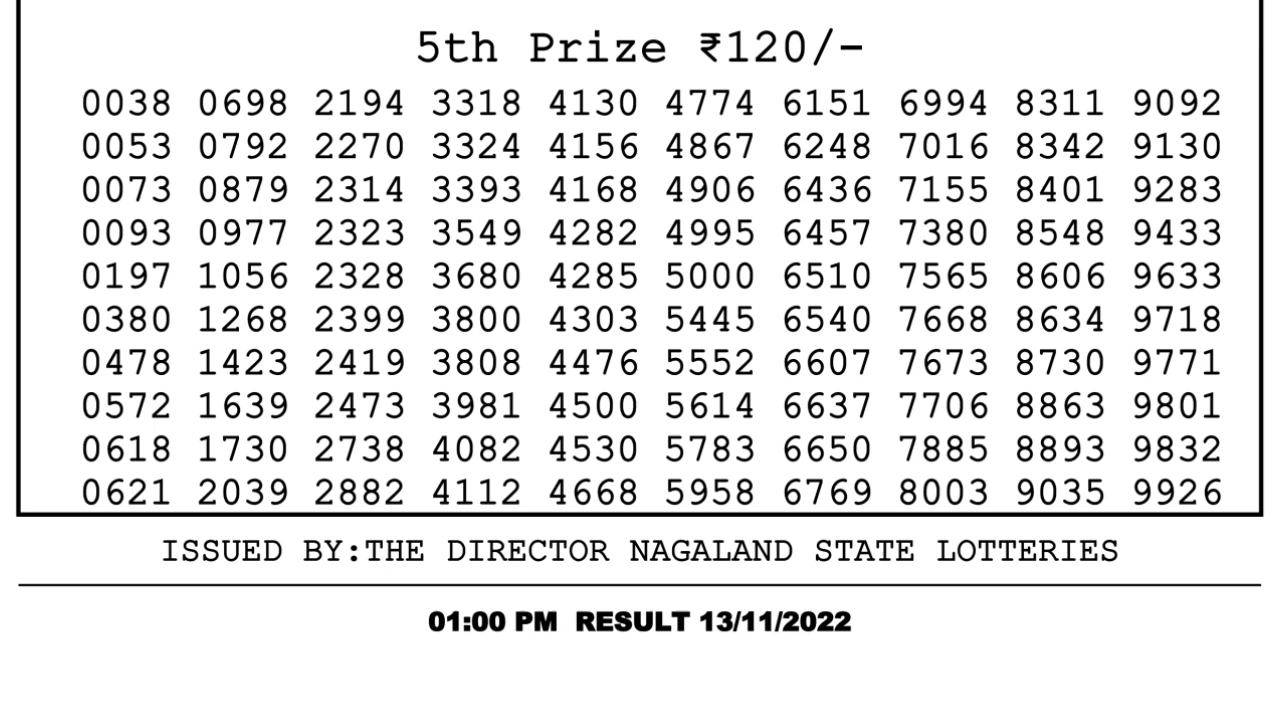 5th Prize ₹120/-
0038 0698 2194 3318 4130 4774 6151 6994 8311 9092
0053 0792 2270 3324 4156 4867 6248 7016 8342 9130
0073 0879 2314 3393 4168 4906 6436 7155 8401 9283
0093 0977 2323 3549 4282 4995 6457 7380 8548 9433
0197 1056 2328 3680 4285 5000 6510 7565 8606 9633
0380 1268 2399 3800 4303 5445 6540 7668 8634 9718
0478 1423 2419 3808 4476 5552 6607 7673 8730 9771
0572 1639 2473 3981 4500 5614 6637 7706 8863 9801
0618 1730 2738 4082 4530 5783 6650 7885 8893 9832
0621 2039 2882 4112 4668 5958 6769 8003 9035 9926
ISSUED BY:THE DIRECTOR NAGALAND STATE LOTTERIES
01:00 PM RESULT 13/11/2022